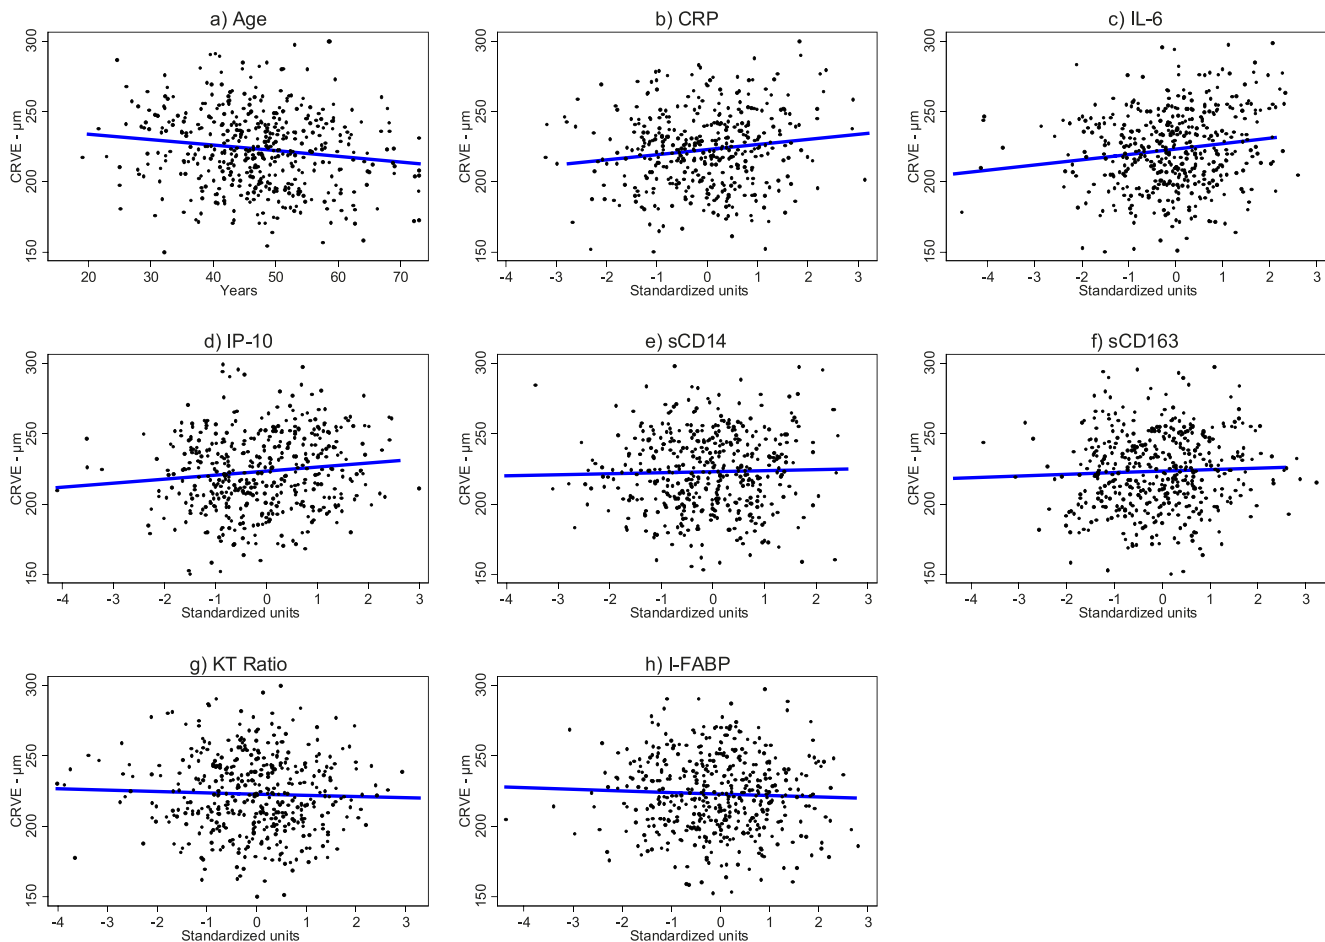 a) Age
b) CRP
c) IL-6
CRVE - µm
300
250
200
150
20 30 40 50 60 70
Years
CRVE - µm
300
250
200
150
-4 -3 -2 -1 0 1 2 3
Standardized units
CRVE - µm
300
250
200
150
-4 -3 -2 -1 0 1 2 3
Standardized units
d) IP-10
e) sCD14
f) sCD163
CRVE - µm
300
250
200
150
-4 -3 -2 -1 0 1 2 3
Standardized units
CRVE - µm
300
250
200
150
-4 -3 -2 -1 0 1 2 3
Standardized units
CRVE - µm
300
250
200
150
-4 -3 -2 -1 0 1 2 3
Standardized units
g) KT Ratio
h) I-FABP
CRVE - µm
300
250
200
150
-4 -3 -2 -1 0 1 2 3
Standardized units
CRVE - µm
300
250
200
150
-4 -3 -2 -1 0 1 2 3
Standardized units